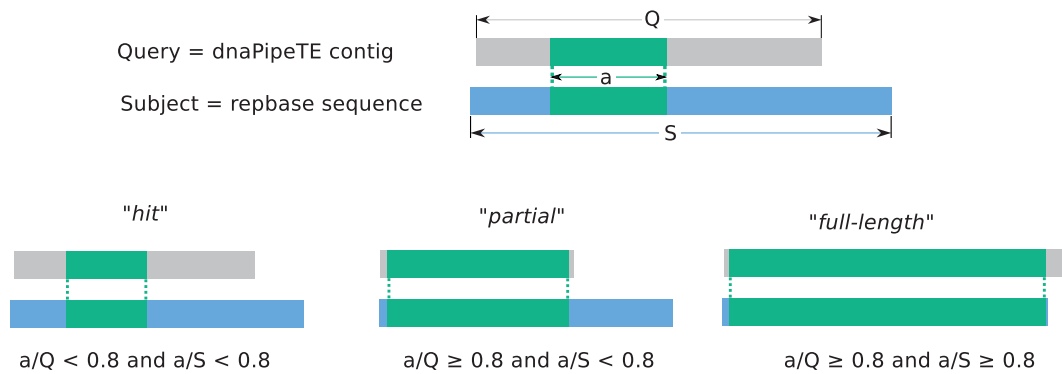 Q
Query = dnaPipeTE contig
a
Subject = repbase sequence
S
"hit"
"partial"
"full-length"
a/Q < 0.8 and a/S < 0.8
a/Q ≥ 0.8 and a/S < 0.8
a/Q ≥ 0.8 and a/S ≥ 0.8